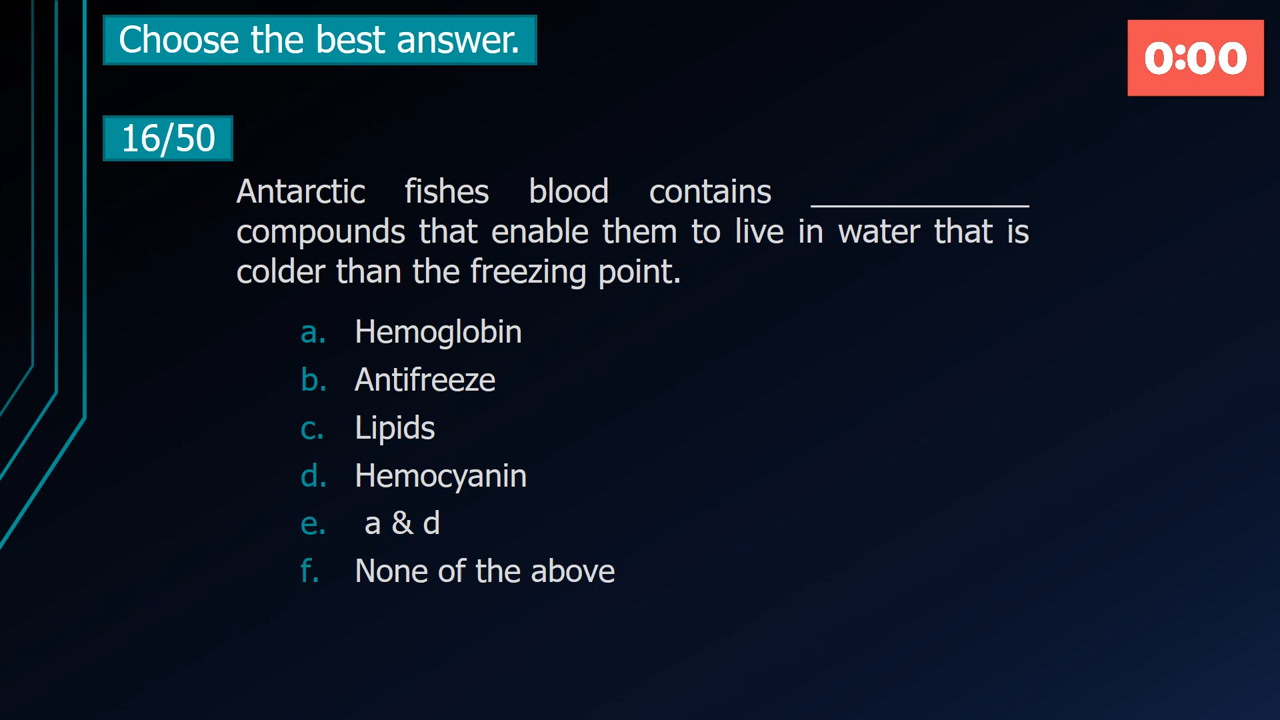 Choose the best answer.
0:00
16/50
Antarctic fishes blood contains _____________
compounds that enable them to live in water that is
colder than the freezing point.
a. Hemoglobin
b. Antifreeze
c. Lipids
d. Hemocyanin
e. a & d
f. None of the above